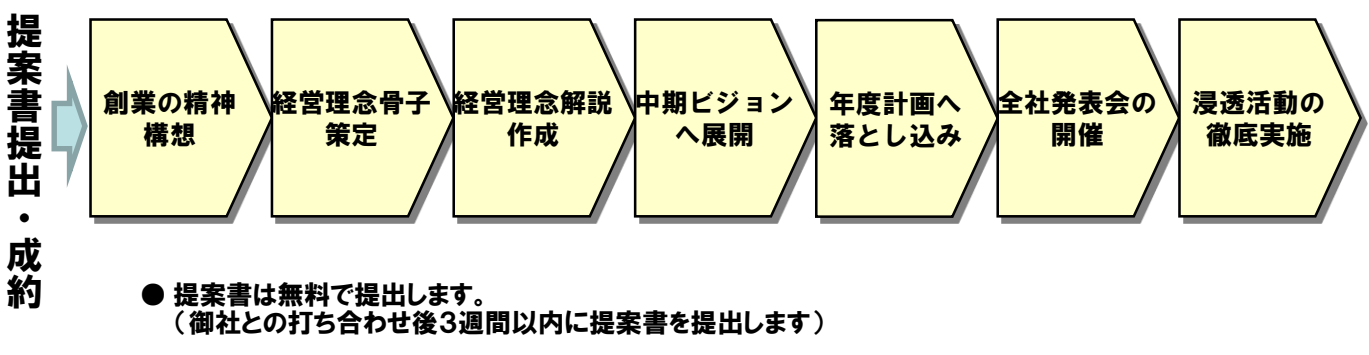 提案書提出・成約
創業の精神
構想
経営理念骨子
策定
経営理念解説
作成
中期ビジョン
へ展開
年度計画へ
落とし込み
全社発表会の
開催
浸透活動の
徹底実施
● 提案書は無料で提出します。
（御社との打ち合わせ後3週間以内に提案書を提出します）